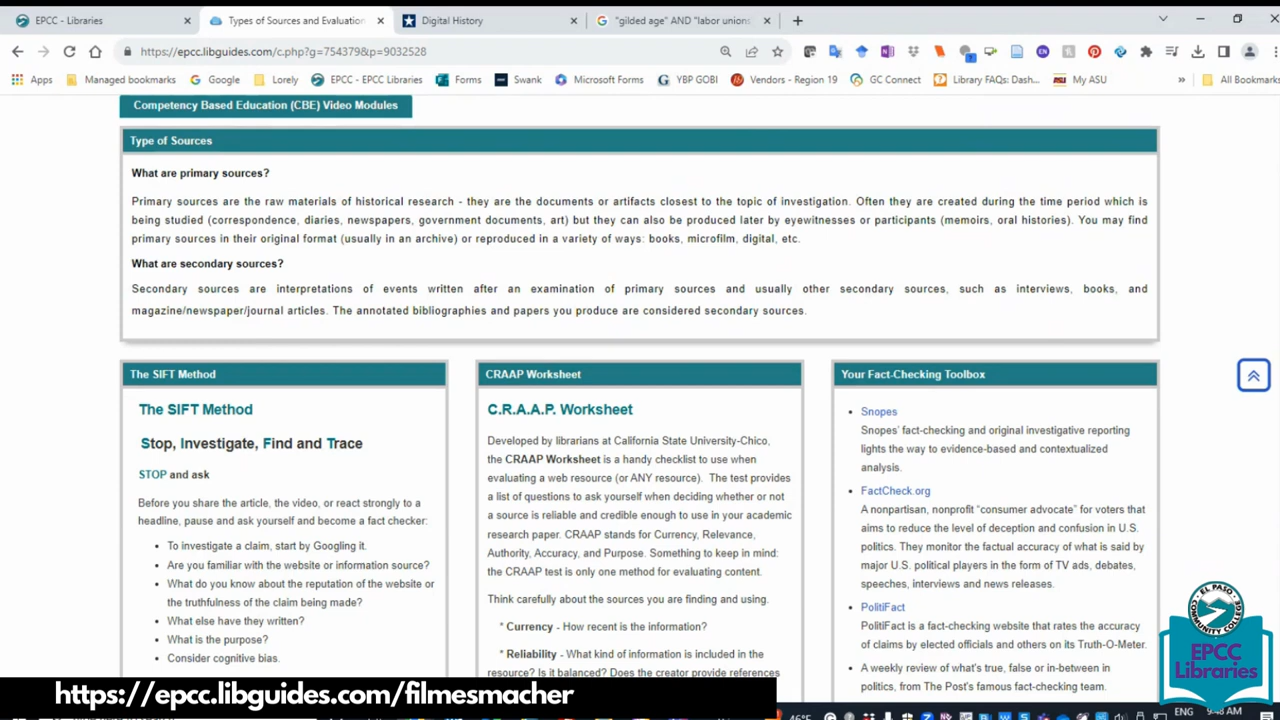 EPCC - Libraries
Types of Sources and Evaluation
Digital History
"gilded age" AND "labor unions
https://epcc.libguides.com/c.php?g=754379&p=9032528
Apps Managed bookmarks Google Lorely EPCC - EPCC Libraries Forms Swank Microsoft Forms YBP GOBI Vendors - Region 19 GC Connect Library FAQs: Dash... My ASU » All Bookmarks
Competency Based Education (CBE) Video Modules
Type of Sources
What are primary sources?
Primary sources are the raw materials of historical research - they are the documents or artifacts closest to the topic of investigation. Often they are created during the time period which is
being studied (correspondence, diaries, newspapers, government documents, art) but they can also be produced later by eyewitnesses or participants (memoirs, oral histories). You may find
primary sources in their original format (usually in an archive) or reproduced in a variety of ways: books, microfilm, digital, etc.
What are secondary sources?
Secondary sources are interpretations of events written after an examination of primary sources and usually other secondary sources, such as interviews, books, and
magazine/newspaper/journal articles. The annotated bibliographies and papers you produce are considered secondary sources.
The SIFT Method
The SIFT Method
Stop, Investigate, Find and Trace
STOP and ask
Before you share the article, the video, or react strongly to a
headline, pause and ask yourself and become a fact checker:
• To investigate a claim, start by Googling it.
• Are you familiar with the website or information source?
• What do you know about the reputation of the website or
the truthfulness of the claim being made?
• What else have they written?
• What is the purpose?
• Consider cognitive bias.
CRAAP Worksheet
C.R.A.A.P. Worksheet
Developed by librarians at California State University-Chico,
the CRAAP Worksheet is a handy checklist to use when
evaluating a web resource (or ANY resource). The test provides
a list of questions to ask yourself when deciding whether or not
a source is reliable and credible enough to use in your academic
research paper. CRAAP stands for Currency, Relevance,
Authority, Accuracy, and Purpose. Something to keep in mind:
the CRAAP test is only one method for evaluating content.
Think carefully about the sources you are finding and using.
* Currency - How recent is the information?
* Reliability - What kind of information is included in the
resource? Is it balanced? Does the creator provide references
Your Fact-Checking Toolbox
• Snopes
Snopes' fact-checking and original investigative reporting
lights the way to evidence-based and contextualized
analysis.
• FactCheck.org
A nonpartisan, nonprofit "consumer advocate" for voters that
aims to reduce the level of deception and confusion in U.S.
politics. They monitor the factual accuracy of what is said by
major U.S. political players in the form of TV ads, debates,
speeches, interviews and news releases.
• PolitiFact
PolitiFact is a fact-checking website that rates the accuracy
of claims by elected officials and others on its Truth-O-Meter.
• A weekly review of what's true, false or in-between in
politics, from The Post's famous fact-checking team.
EL PASO
COMMUNITY COLLEGE
EPCC
Libraries
https://epcc.libguides.com/filmesmacher
46°F
ENG
9:48 AM